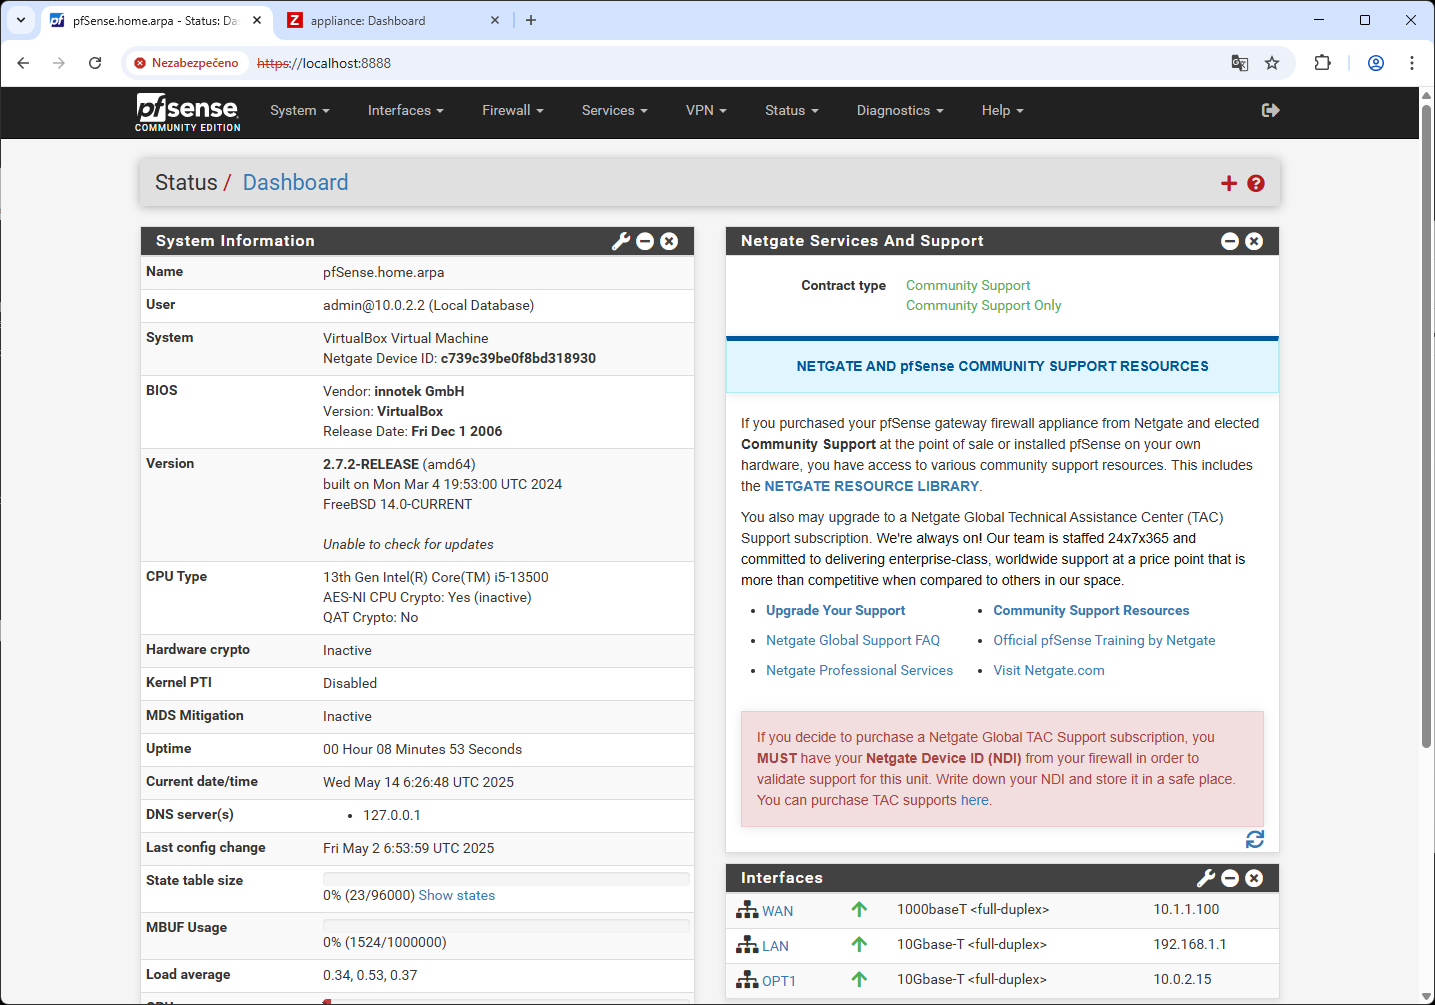 pfSense.home.arpa - Status: Da
appliance: Dashboard
Nezabezpečeno
https://localhost:8888
pfsense
COMMUNITY EDITION
System
Interfaces
Firewall
Services
VPN
Status
Diagnostics
Help
Status / Dashboard
System Information
Name pfSense.home.arpa
User admin@10.0.2.2 (Local Database)
System VirtualBox Virtual Machine
Netgate Device ID: c739c39be0f8bd318930
BIOS Vendor: innotek GmbH
Version: VirtualBox
Release Date: Fri Dec 1 2006
Version 2.7.2-RELEASE (amd64)
built on Mon Mar 4 19:53:00 UTC 2024
FreeBSD 14.0-CURRENT
Unable to check for updates
CPU Type 13th Gen Intel(R) Core(TM) i5-13500
AES-NI CPU Crypto: Yes (inactive)
QAT Crypto: No
Hardware crypto Inactive
Kernel PTI Disabled
MDS Mitigation Inactive
Uptime 00 Hour 08 Minutes 53 Seconds
Current date/time Wed May 14 6:26:48 UTC 2025
DNS server(s) • 127.0.0.1
Last config change Fri May 2 6:53:59 UTC 2025
State table size
0% (23/96000) Show states
MBUF Usage
0% (1524/1000000)
Load average 0.34, 0.53, 0.37
Netgate Services And Support
Contract type Community Support
Community Support Only
NETGATE AND pfSense COMMUNITY SUPPORT RESOURCES
If you purchased your pfSense gateway firewall appliance from Netgate and elected
Community Support at the point of sale or installed pfSense on your own
hardware, you have access to various community support resources. This includes
the NETGATE RESOURCE LIBRARY.
You also may upgrade to a Netgate Global Technical Assistance Center (TAC)
Support subscription. We're always on! Our team is staffed 24x7x365 and
committed to delivering enterprise-class, worldwide support at a price point that is
more than competitive when compared to others in our space.
• Upgrade Your Support • Community Support Resources
• Netgate Global Support FAQ • Official pfSense Training by Netgate
• Netgate Professional Services • Visit Netgate.com
If you decide to purchase a Netgate Global TAC Support subscription, you
MUST have your Netgate Device ID (NDI) from your firewall in order to
validate support for this unit. Write down your NDI and store it in a safe place.
You can purchase TAC supports here.
Interfaces
WAN 1000baseT <full-duplex> 10.1.1.100
LAN 10Gbase-T <full-duplex> 192.168.1.1
OPT1 10Gbase-T <full-duplex> 10.0.2.15